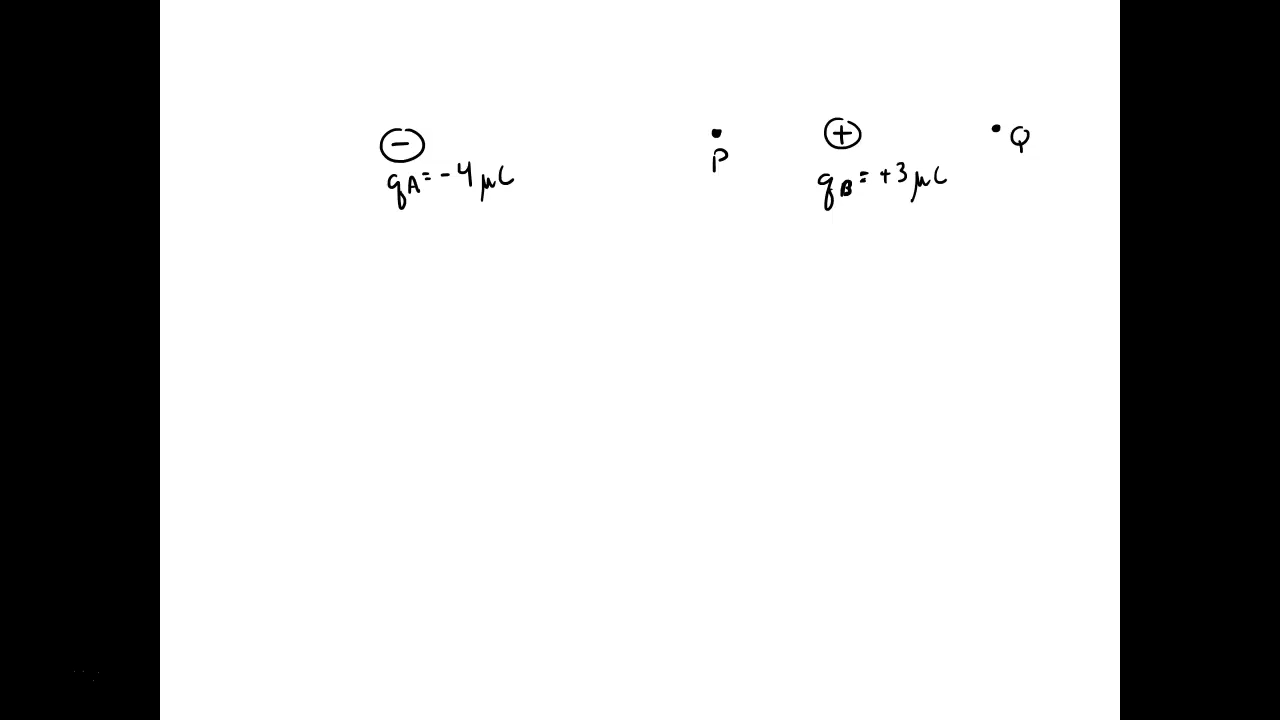 − P + Q
qA = -4 μC qB = +3 μC